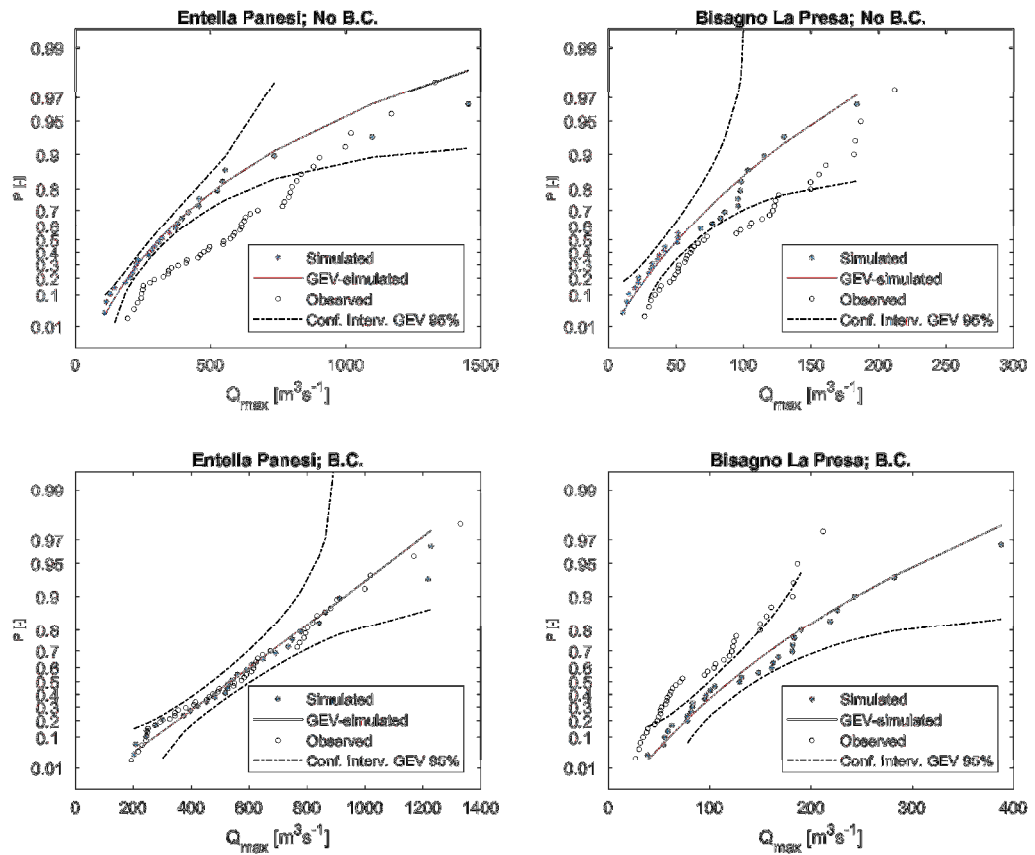 Entella Panesi; No B.C.
0.99
0.97
0.95
0.9
0.8
0.7
0.6
0.5
0.4
0.3
0.2
0.1
0.01
P [-]
Simulated
GEV-simulated
Observed
Conf. Interv. GEV 95%
0 500 1000 1500
Qmax [m³s⁻¹]
Bisagno La Presa; No B.C.
0.99
0.97
0.95
0.9
0.8
0.7
0.6
0.5
0.4
0.3
0.2
0.1
0.01
P [-]
Simulated
GEV-simulated
Observed
Conf. Interv. GEV 95%
0 50 100 150 200 250 300
Qmax [m³s⁻¹]
Entella Panesi; B.C.
0.99
0.97
0.95
0.9
0.8
0.7
0.6
0.5
0.4
0.3
0.2
0.1
0.01
P [-]
Simulated
GEV-simulated
Observed
Conf. Interv. GEV 95%
0 200 400 600 800 1000 1200 1400
Qmax [m³s⁻¹]
Bisagno La Presa; B.C.
0.99
0.97
0.95
0.9
0.8
0.7
0.6
0.5
0.4
0.3
0.2
0.1
0.01
P [-]
Simulated
GEV-simulated
Observed
Conf. Interv. GEV 95%
0 100 200 300 400
Qmax [m³s⁻¹]